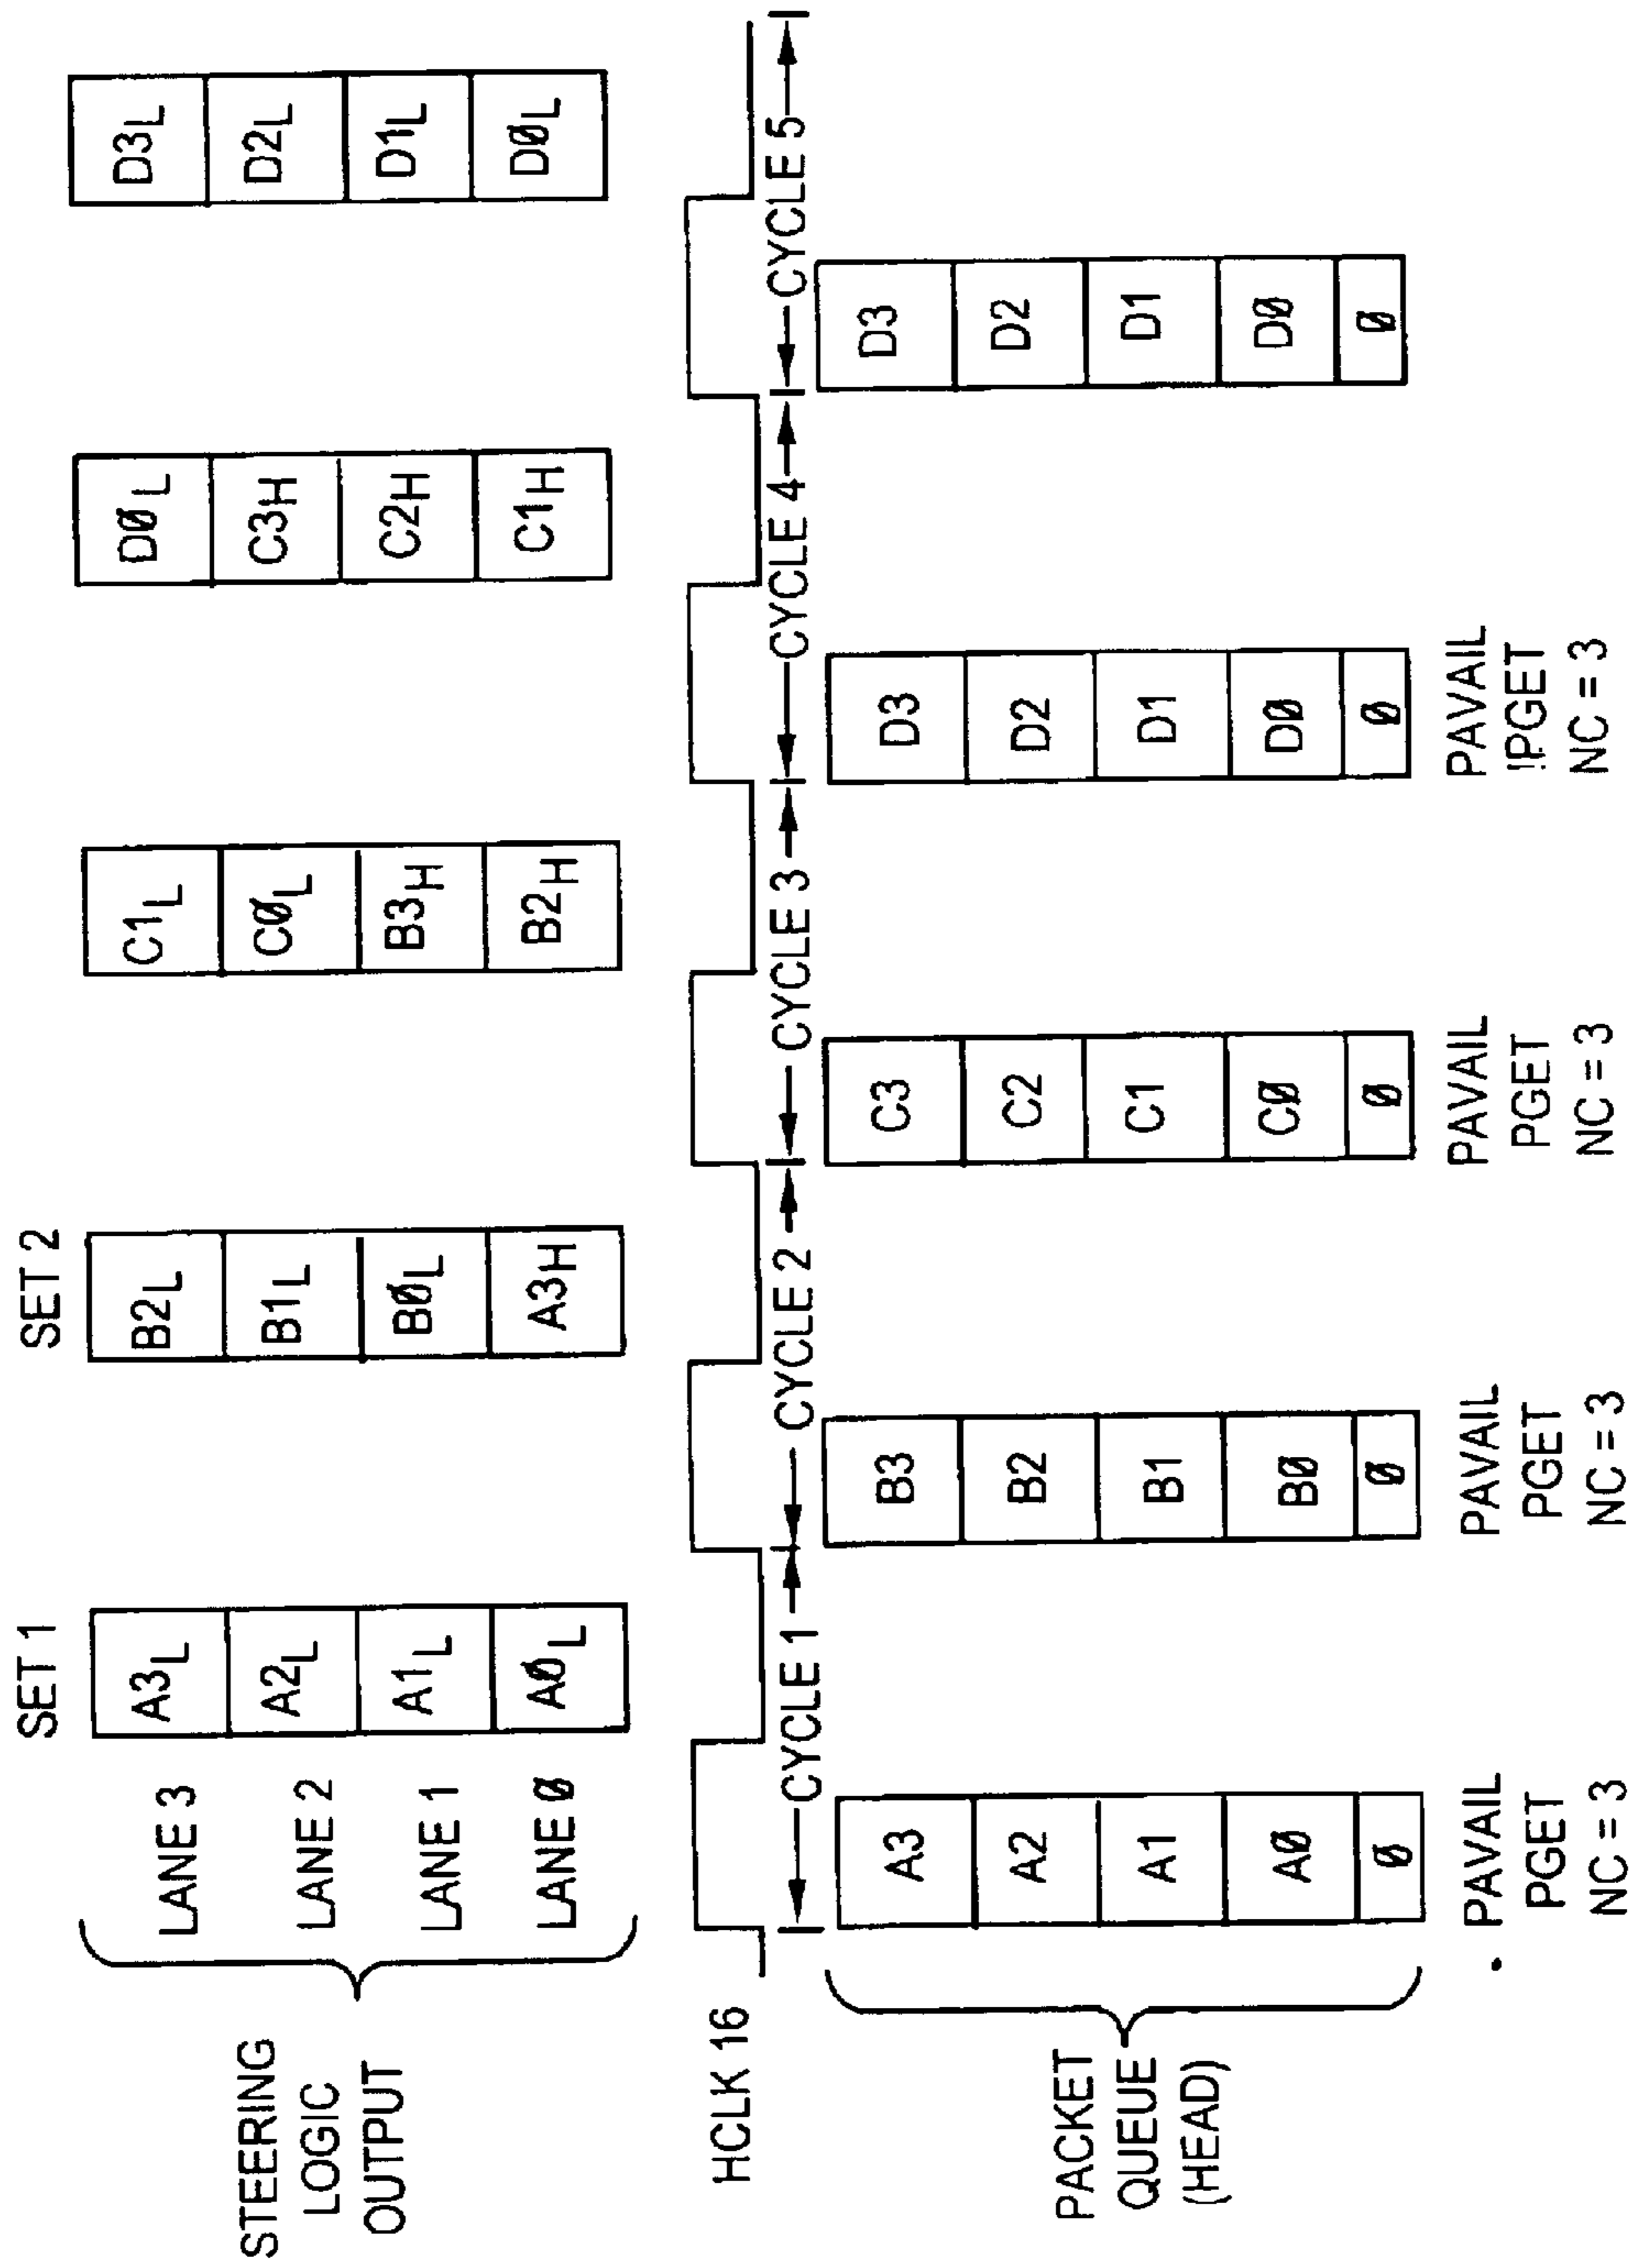 SET 1
SET 2
STEERING
LOGIC
OUTPUT
LANE 3
LANE 2
LANE 1
LANE Ø
A3L
A2L
A1L
AØL
B2L
B1L
BØL
A3H
C1L
CØL
B3H
B2H
DØL
C3H
C2H
C1H
D3L
D2L
D1L
DØL
HCLK 16
CYCLE 1
CYCLE 2
CYCLE 3
CYCLE 4
CYCLE 5
PACKET
QUEUE
(HEAD)
A3
A2
A1
AØ
Ø
B3
B2
B1
BØ
Ø
C3
C2
C1
CØ
Ø
D3
D2
D1
DØ
Ø
D3
D2
D1
DØ
Ø
PAVAIL
PGET
NC = 3
PAVAIL
PGET
NC = 3
PAVAIL
PGET
NC = 3
PAVAIL
!PGET
NC = 3